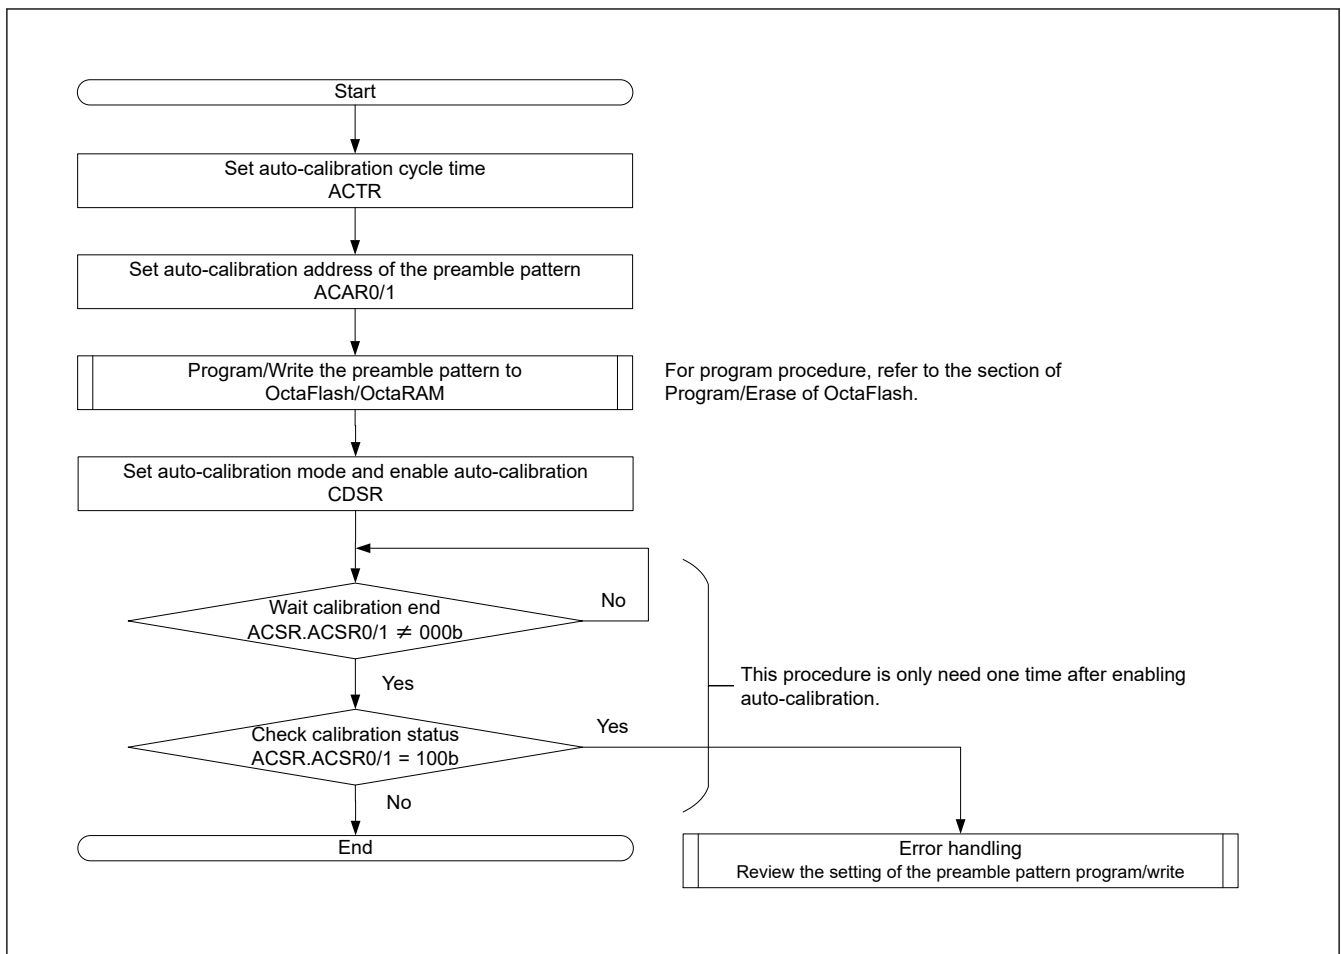 Start
Set auto-calibration cycle time
ACTR
Set auto-calibration address of the preamble pattern
ACAR0/1
Program/Write the preamble pattern to
OctaFlash/OctaRAM
For program procedure, refer to the section of
Program/Erase of OctaFlash.
Set auto-calibration mode and enable auto-calibration
CDSR
Wait calibration end
ACSR.ACSR0/1 ≠ 000b
No
Yes
This procedure is only need one time after enabling
auto-calibration.
Check calibration status
ACSR.ACSR0/1 = 100b
Yes
No
End
Error handling
Review the setting of the preamble pattern program/write